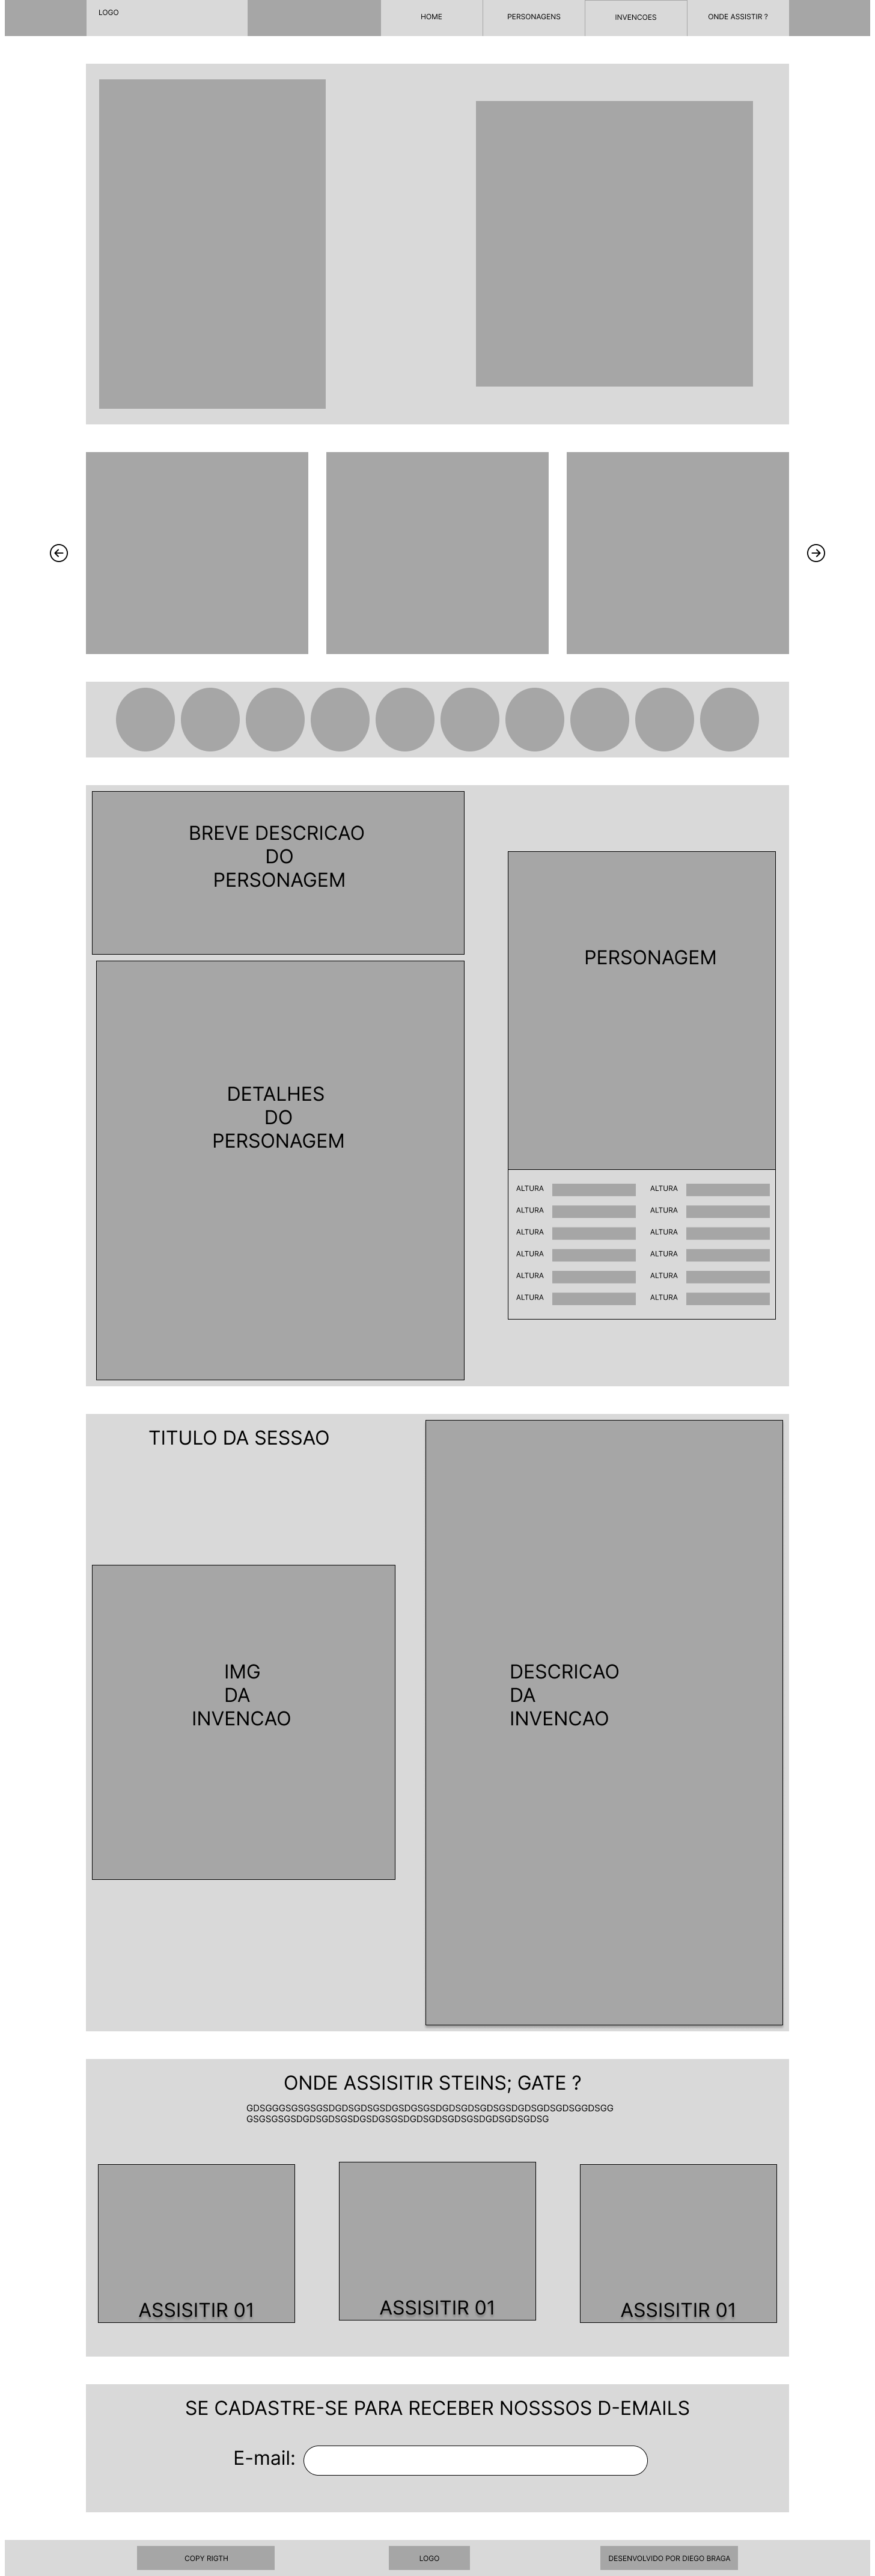 LOGO
HOME
PERSONAGENS
INVENCOES
ONDE ASSISTIR ?
BREVE DESCRICAO
DO
PERSONAGEM
PERSONAGEM
DETALHES
DO
PERSONAGEM
ALTURA
ALTURA
ALTURA
ALTURA
ALTURA
ALTURA
ALTURA
ALTURA
ALTURA
ALTURA
ALTURA
ALTURA
TITULO DA SESSAO
IMG
DA
INVENCAO
DESCRICAO
DA
INVENCAO
ONDE ASSISITIR STEINS; GATE ?
ASSISITIR 01
ASSISITIR 01
ASSISITIR 01
SE CADASTRE-SE PARA RECEBER NOSSSOS D-EMAILS
E-mail:
COPY RIGTH
LOGO
DESENVOLVIDO POR DIEGO BRAGA